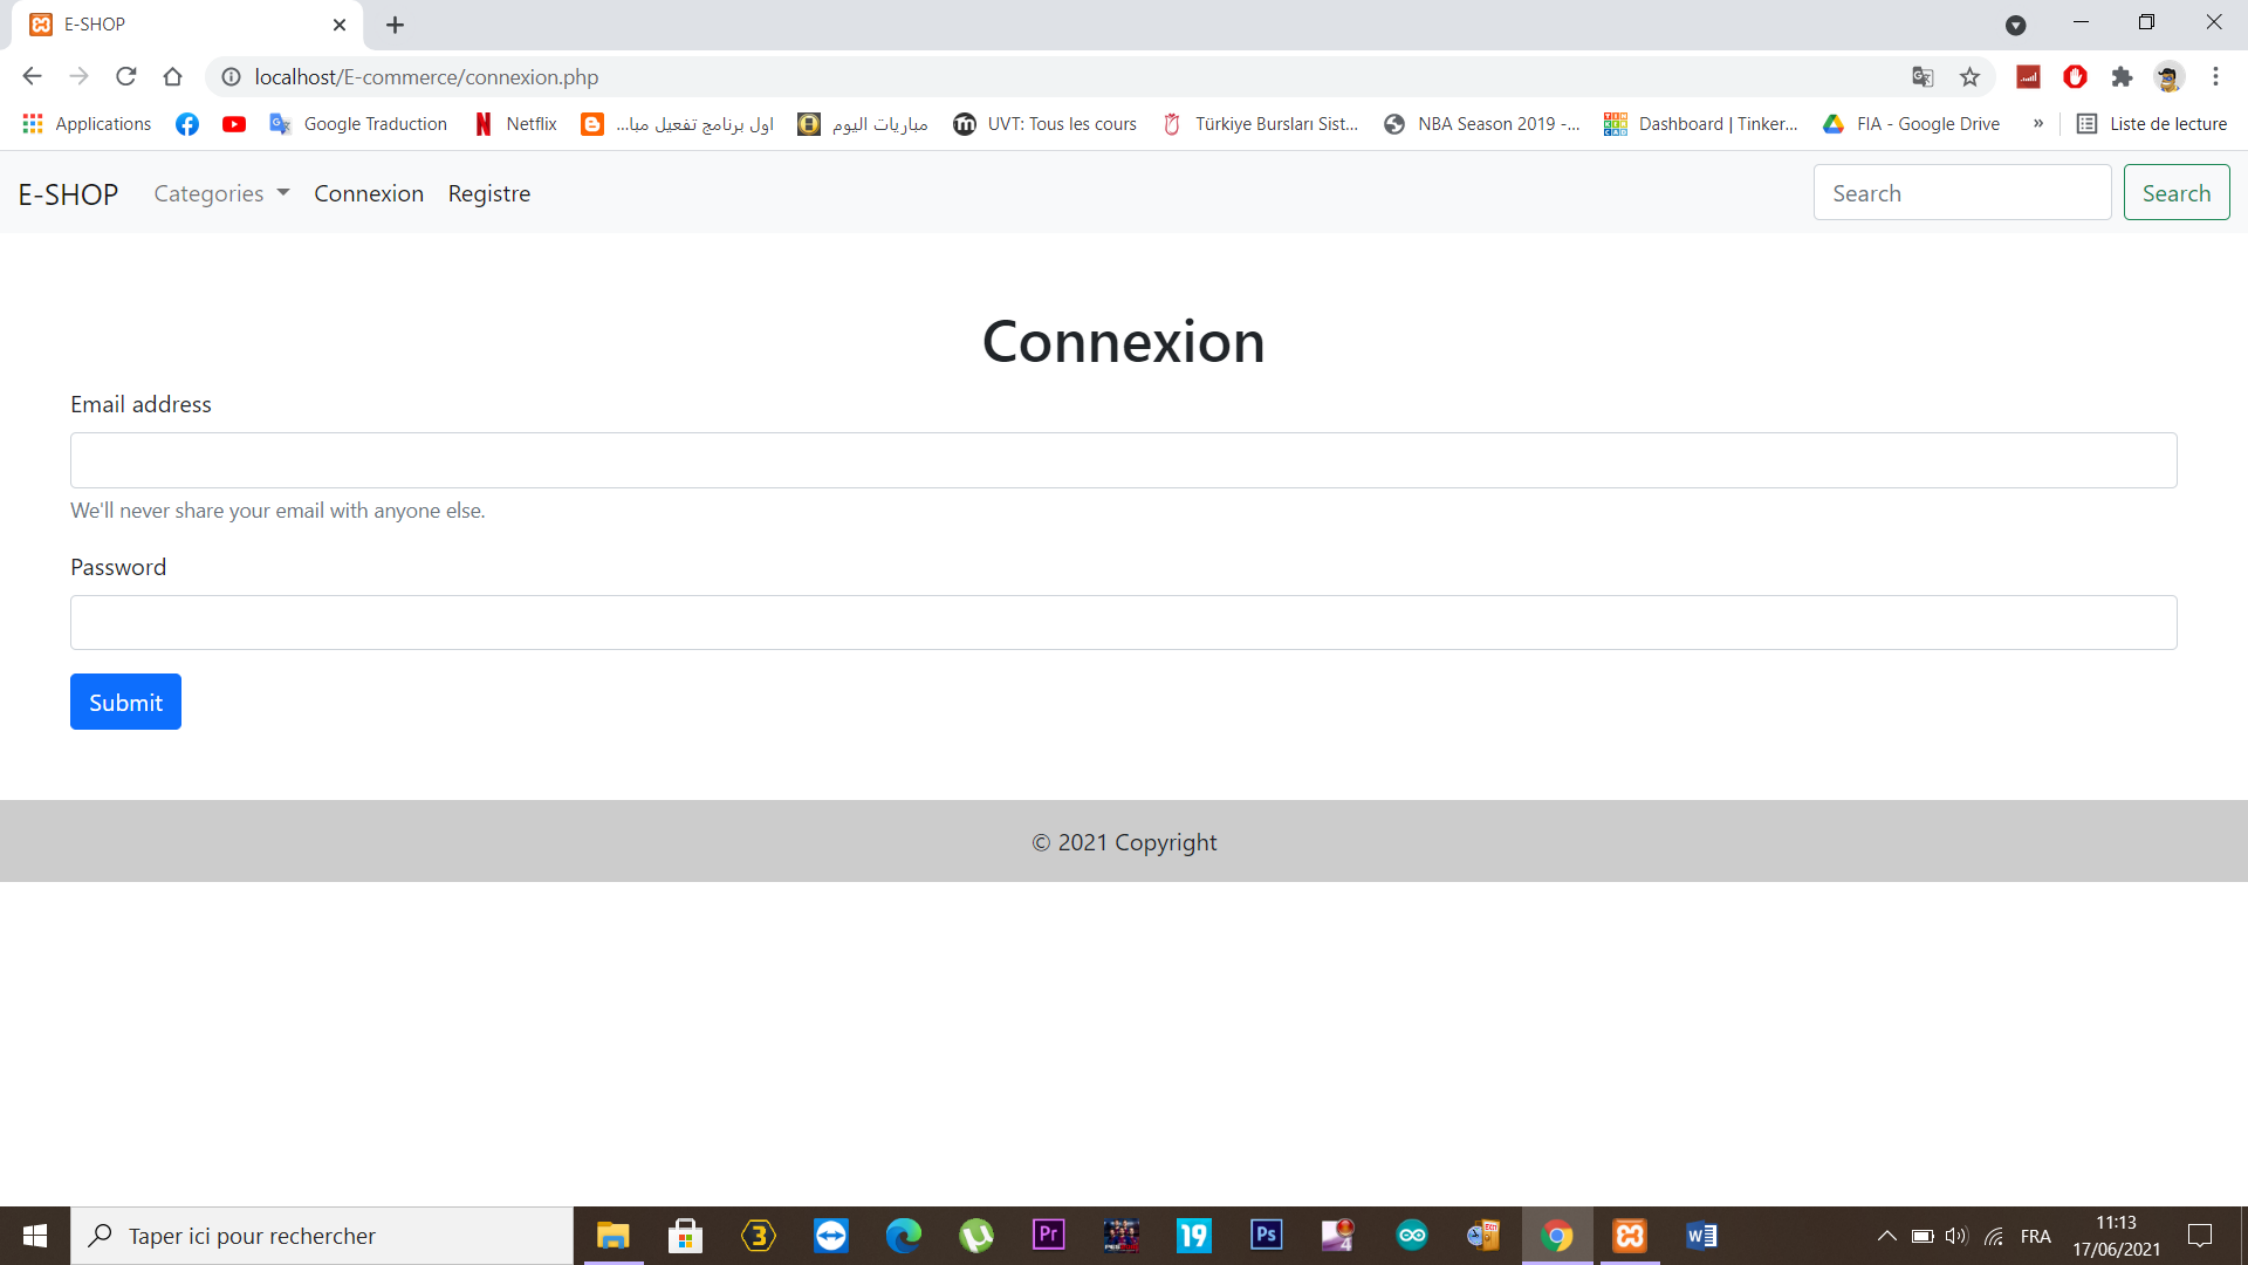 E-SHOP
localhost/E-commerce/connexion.php
Applications Google Traduction Netflix اول برنامج تفعيل مبا... مباريات اليوم UVT: Tous les cours Türkiye Bursları Sist... NBA Season 2019 -... Dashboard | Tinker... FIA - Google Drive » Liste de lecture
E-SHOP Categories Connexion Registre Search Search
Connexion
Email address
We'll never share your email with anyone else.
Password
Submit
© 2021 Copyright
Taper ici pour rechercher Pr 19 Ps FRA 11:13
17/06/2021